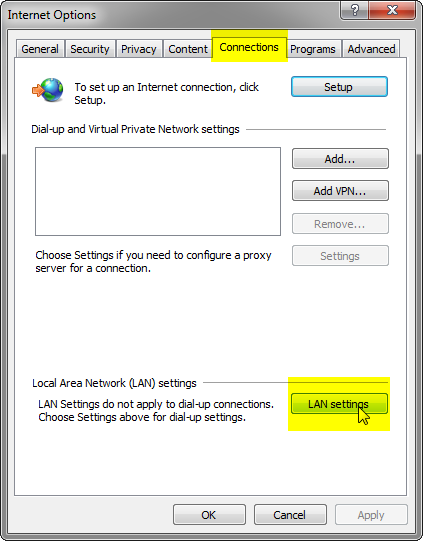 Internet Options
General Security Privacy Content Connections Programs Advanced
To set up an Internet connection, click
Setup.
Setup
Dial-up and Virtual Private Network settings
Add...
Add VPN...
Remove...
Choose Settings if you need to configure a proxy
server for a connection.
Settings
Local Area Network (LAN) settings
LAN Settings do not apply to dial-up connections.
Choose Settings above for dial-up settings.
LAN settings
OK Cancel Apply